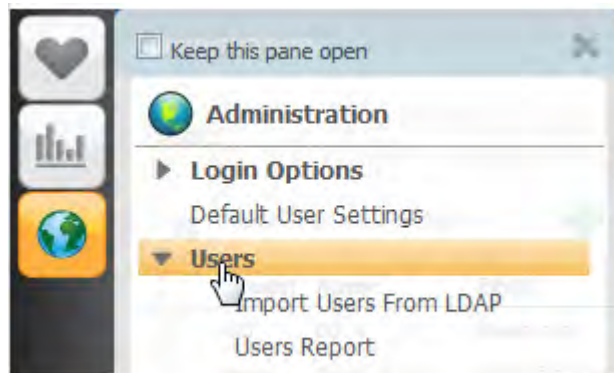 Keep this pane open
Administration
Login Options
Default User Settings
Users
Import Users From LDAP
Users Report